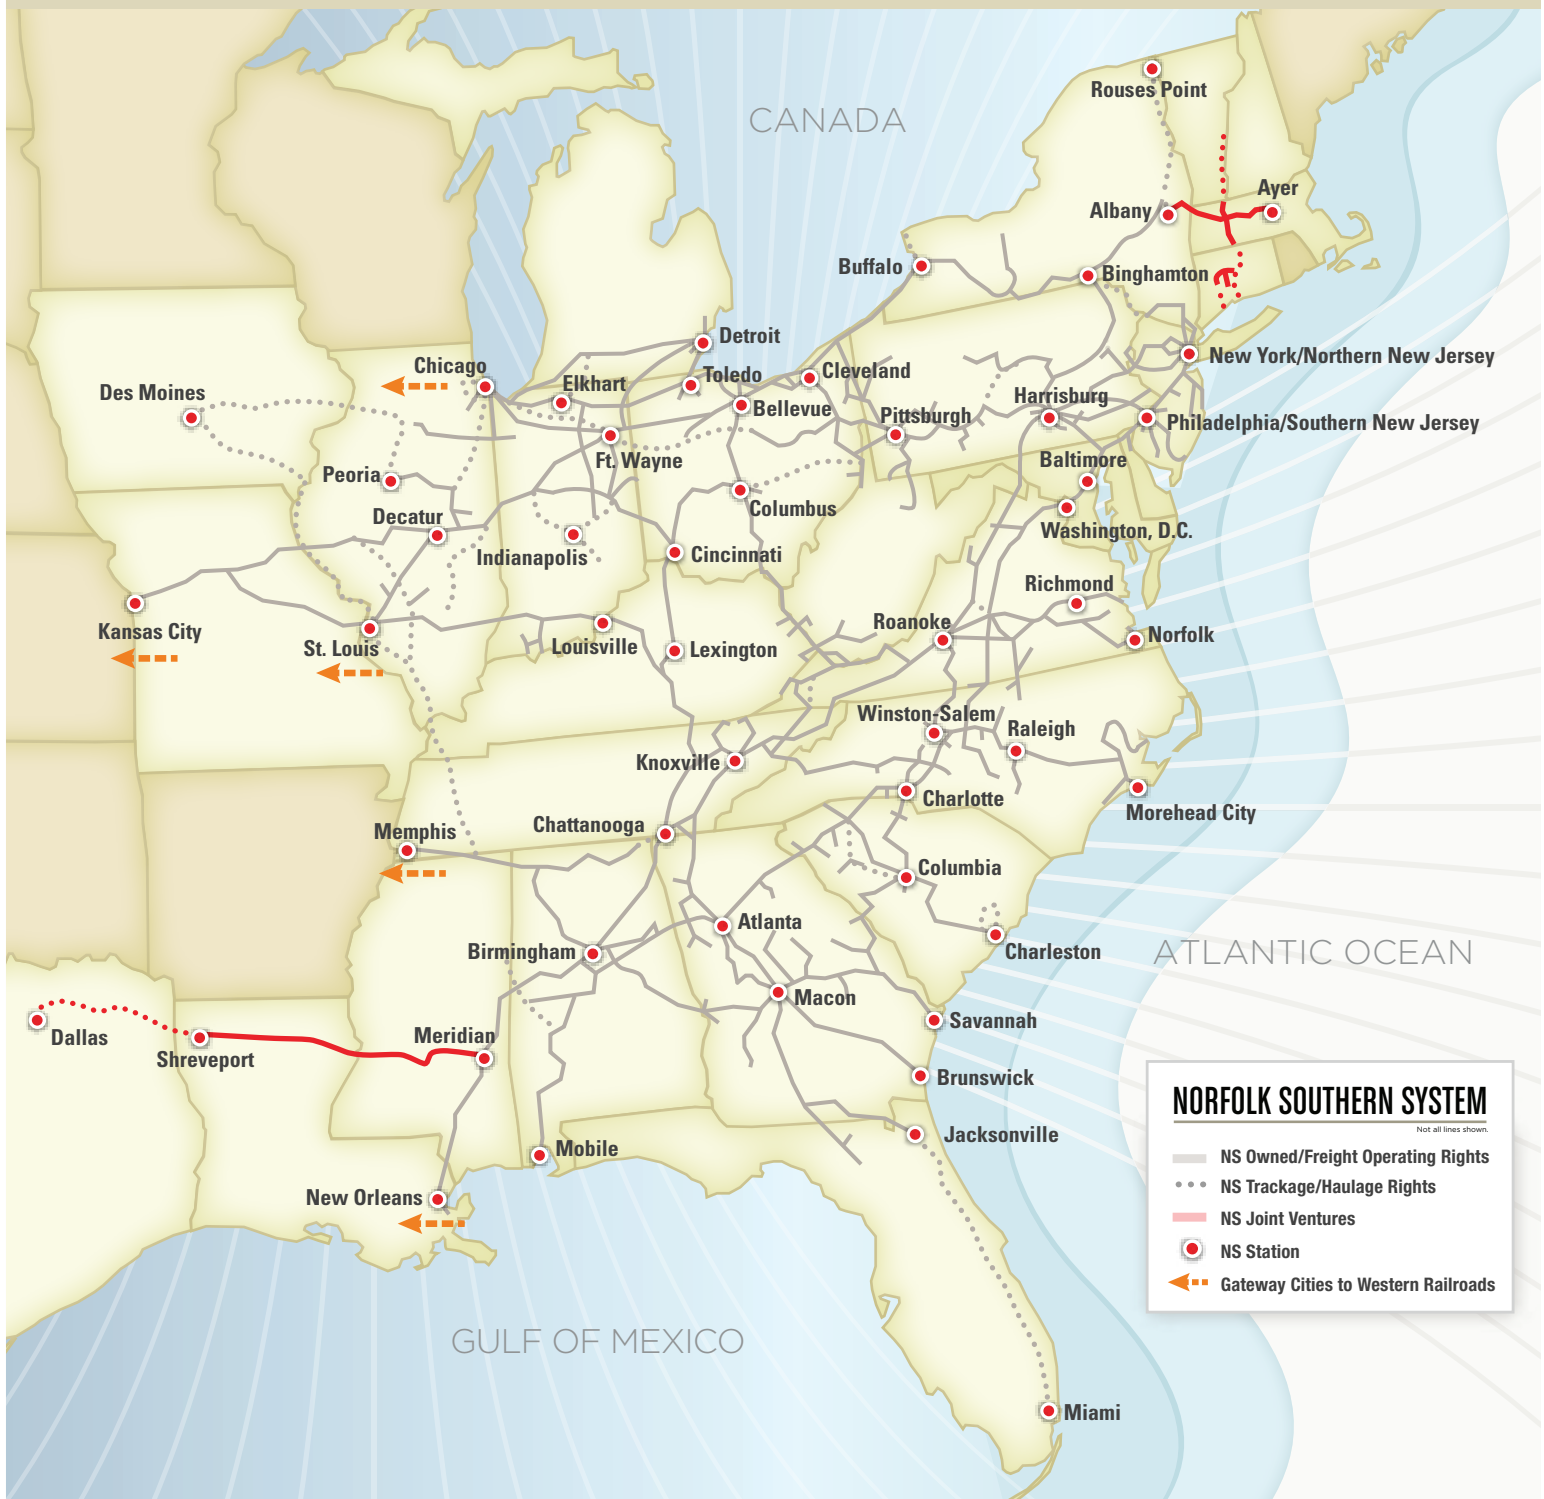 CANADA
Rouses Point
Ayer
Albany
Buffalo
Binghamton
Detroit
New York/Northern New Jersey
Chicago
Elkhart
Toledo
Cleveland
Des Moines
Bellevue
Harrisburg
Pittsburgh
Philadelphia/Southern New Jersey
Ft. Wayne
Baltimore
Peoria
Columbus
Decatur
Washington, D.C.
Indianapolis
Cincinnati
Richmond
Kansas City
Roanoke
Norfolk
St. Louis
Louisville
Lexington
Winston-Salem
Raleigh
Knoxville
Charlotte
Morehead City
Memphis
Chattanooga
Columbia
Atlanta
Birmingham
Charleston
ATLANTIC OCEAN
Macon
Savannah
Dallas
Meridian
Shreveport
Brunswick
Jacksonville
Mobile
New Orleans
GULF OF MEXICO
Miami
NORFOLK SOUTHERN SYSTEM
Not all lines shown.
NS Owned/Freight Operating Rights
NS Trackage/Haulage Rights
NS Joint Ventures
NS Station
Gateway Cities to Western Railroads